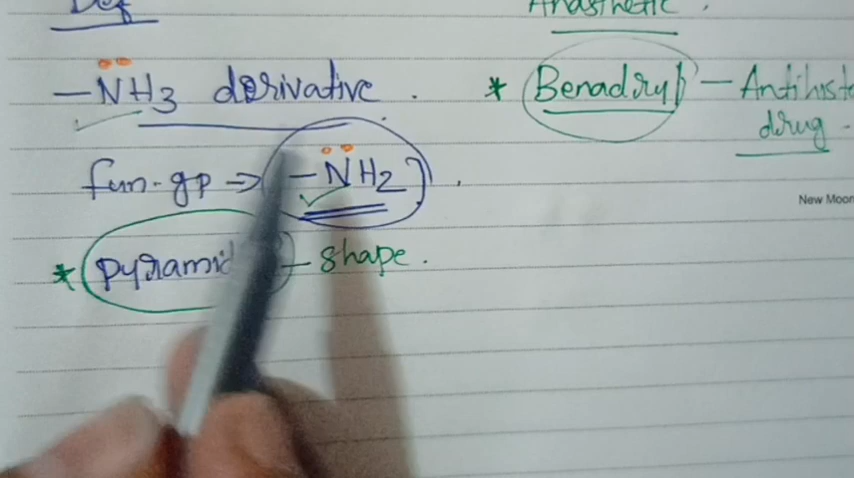 Def
-NH3 derivative.
fun-gp => -NH2.
* pyramid - shape.
Anasthetic.
* Benadryl - Antihist
drug.
New Moon